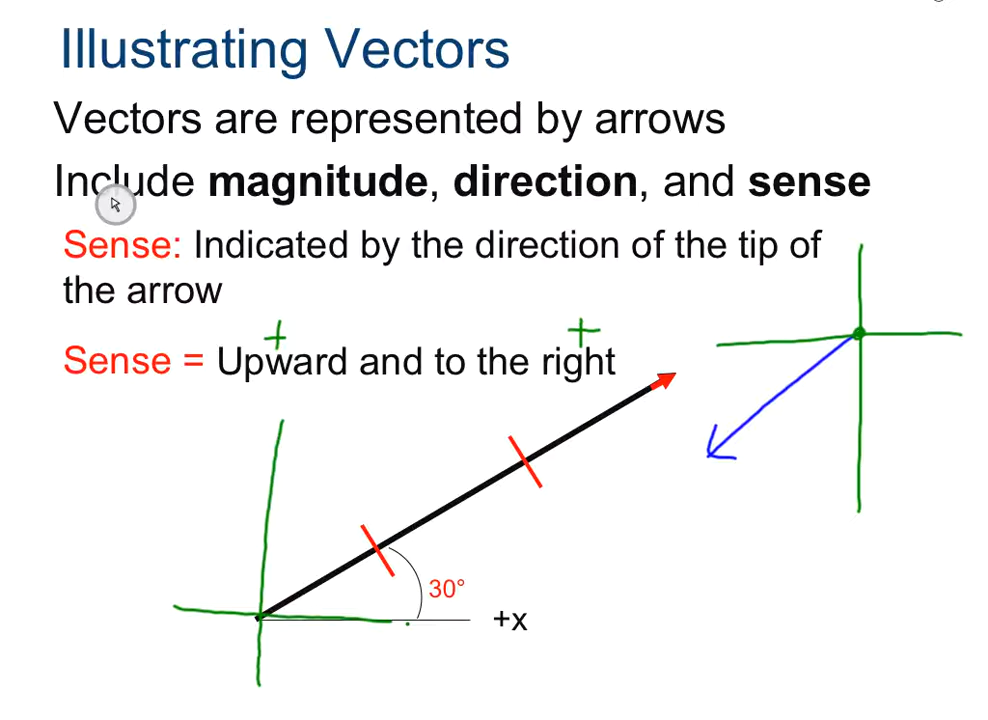 Illustrating Vectors
Vectors are represented by arrows
Include magnitude, direction, and sense
Sense: Indicated by the direction of the tip of
the arrow
+ +
Sense = Upward and to the right
30°
+x